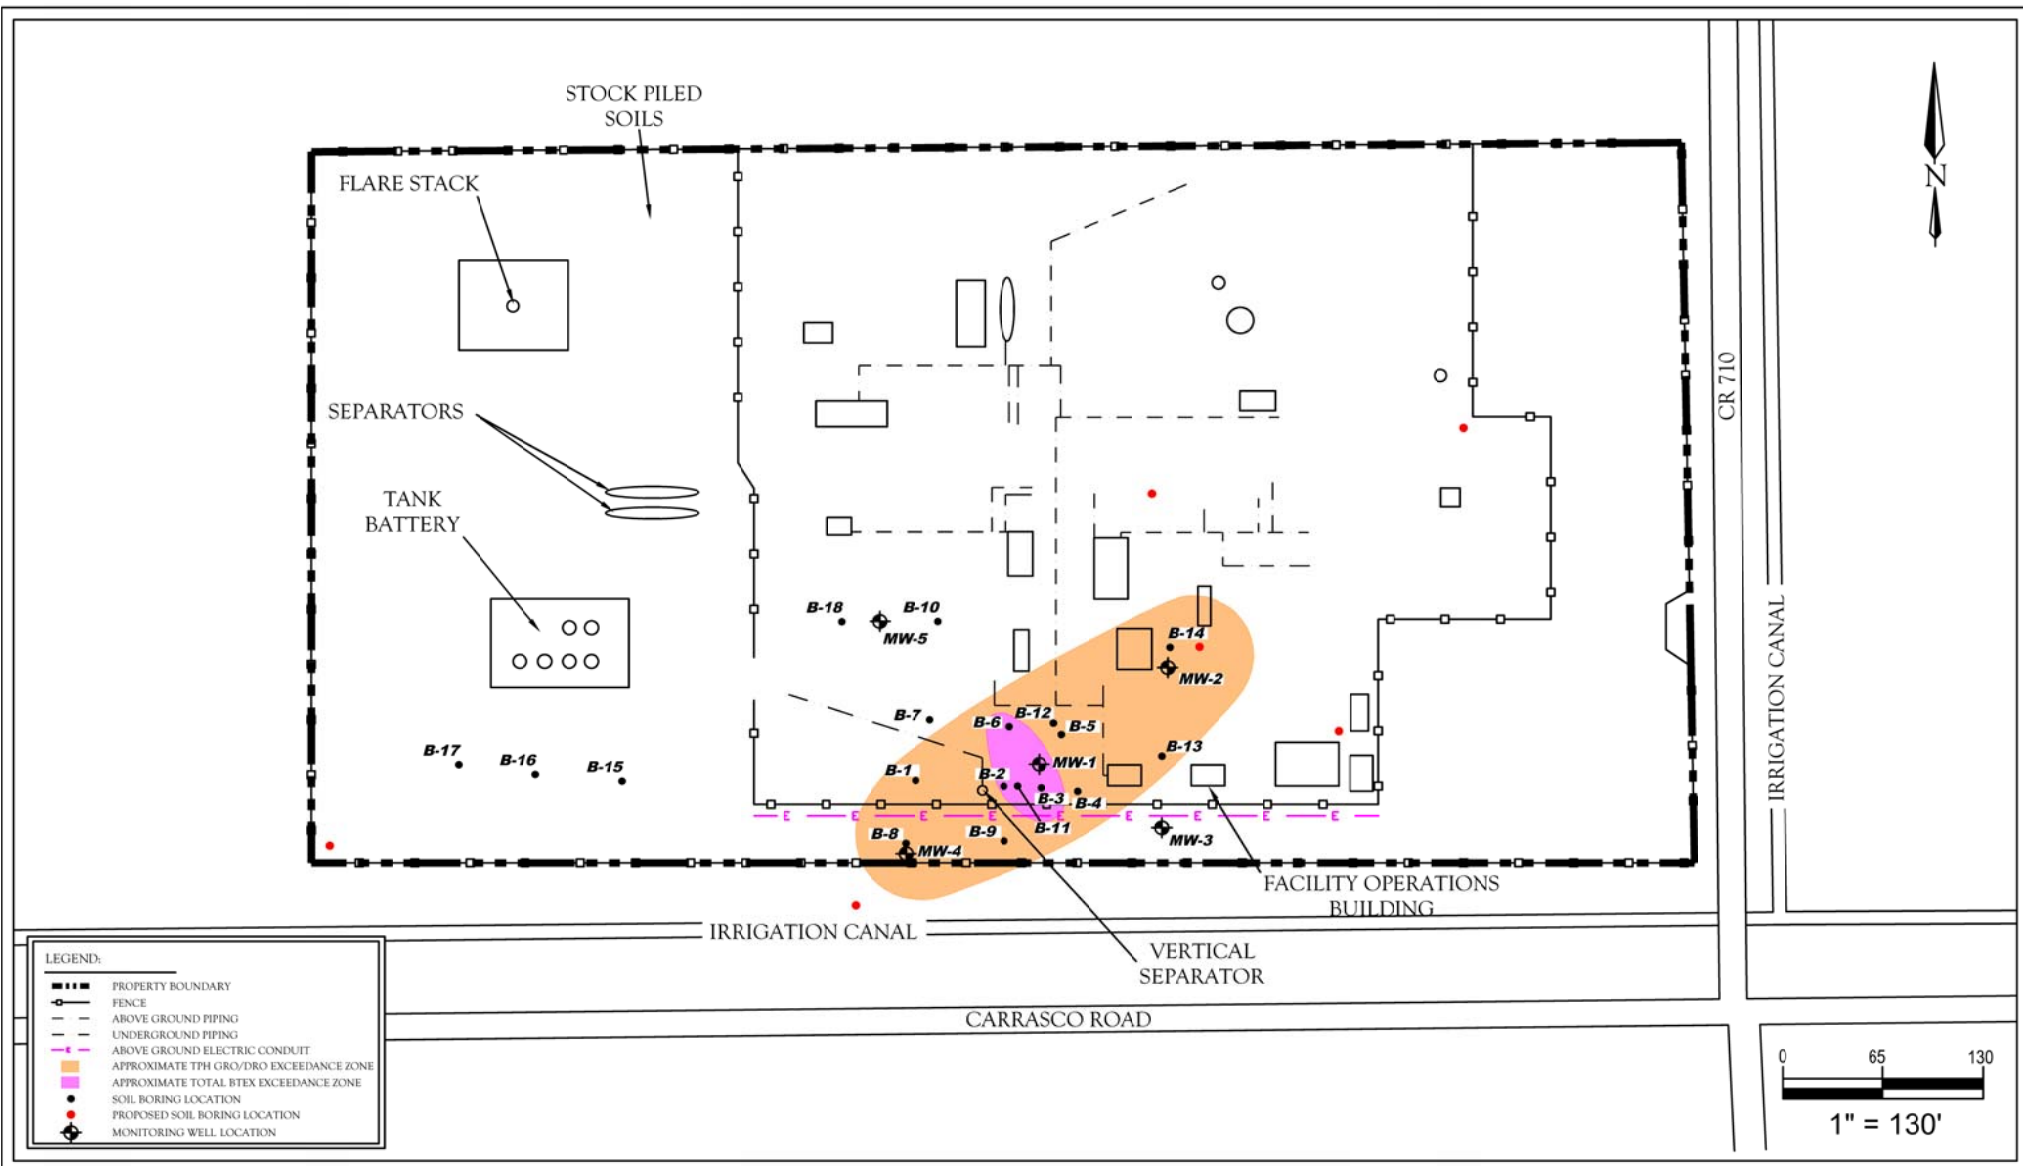 STOCK PILED
SOILS
FLARE STACK
N
CR 710
SEPARATORS
TANK
BATTERY
IRRIGATION CANAL
B-18
B-10
MW-5
B-14
MW-2
B-7
B-6
B-12
B-5
B-13
B-17
B-16
B-15
B-1
B-2
MW-1
B-3
B-4
E E E E E E E E E
B-11
B-8
B-9
MW-4
MW-3
FACILITY OPERATIONS
BUILDING
IRRIGATION CANAL
VERTICAL
SEPARATOR
CARRASCO ROAD
LEGEND:
PROPERTY BOUNDARY
FENCE
ABOVE GROUND PIPING
UNDERGROUND PIPING
E ABOVE GROUND ELECTRIC CONDUIT
APPROXIMATE TPH GRO/DRO EXCEEDANCE ZONE
APPROXIMATE TOTAL BTEX EXCEEDANCE ZONE
SOIL BORING LOCATION
PROPOSED SOIL BORING LOCATION
MONITORING WELL LOCATION
0 65 130
1" = 130'